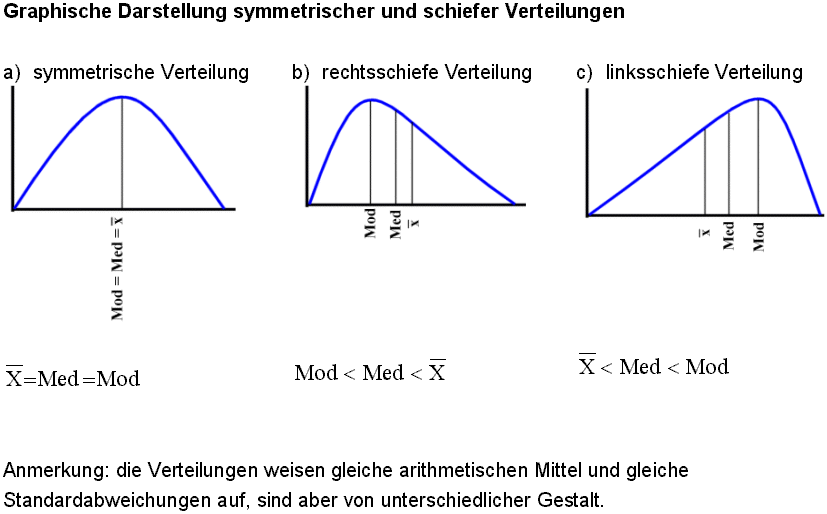 Graphische Darstellung symmetrischer und schiefer Verteilungen
a) symmetrische Verteilung
b) rechtsschiefe Verteilung
c) linksschiefe Verteilung
Mod = Med = x̅
Mod
Med
x̅
x̅
Med
Mod
X̅=Med=Mod
Mod < Med < X̅
X̅ < Med < Mod
Anmerkung: die Verteilungen weisen gleiche arithmetischen Mittel und gleiche
Standardabweichungen auf, sind aber von unterschiedlicher Gestalt.